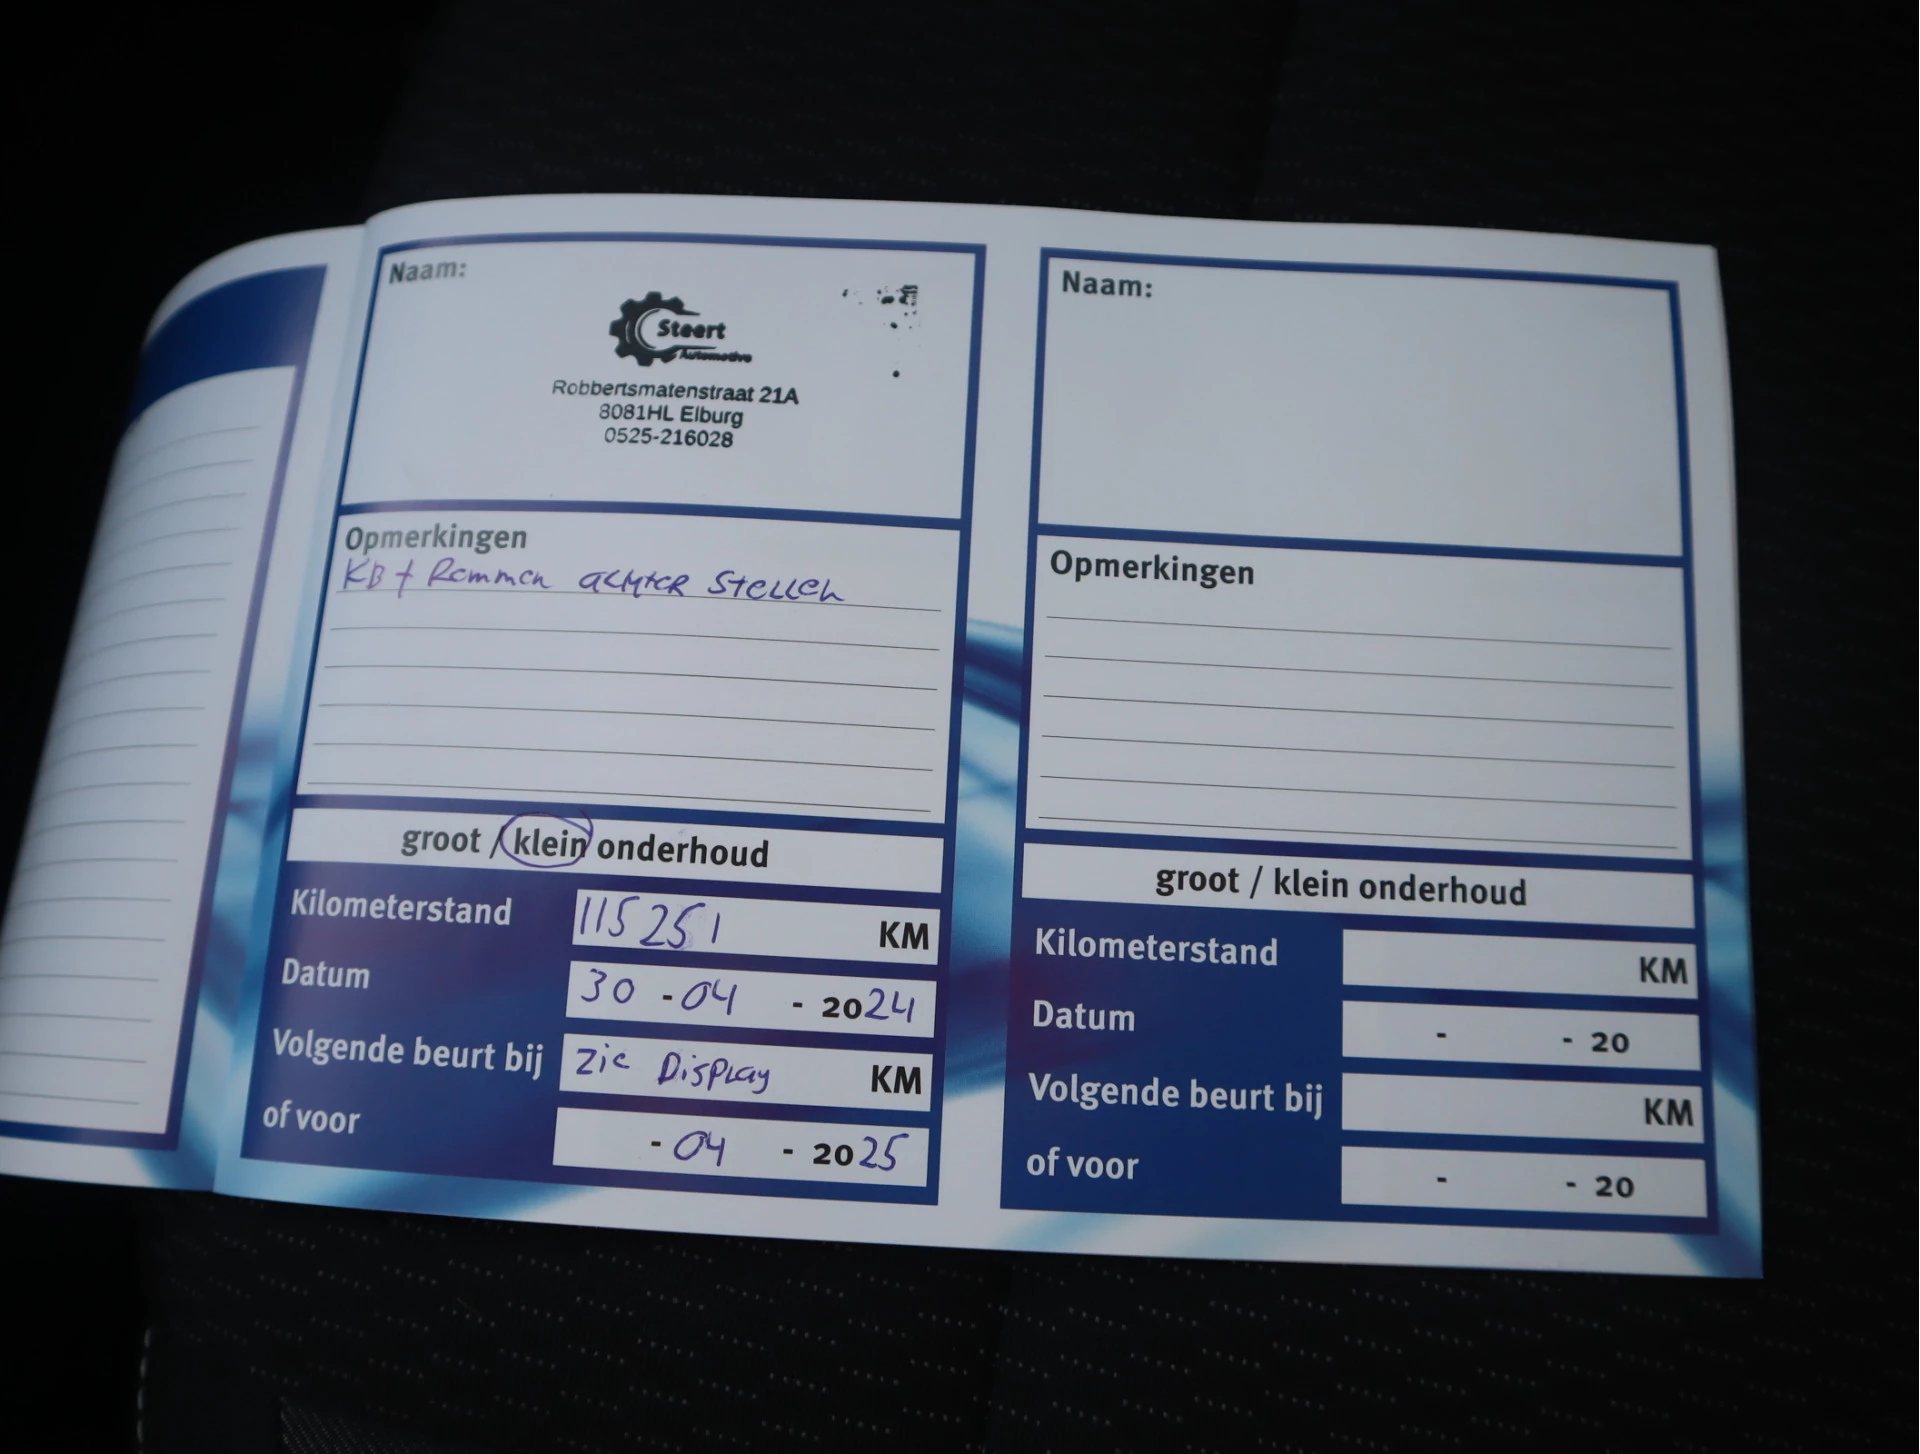 Naam:
Steert
Automotive
Robbertsmatenstraat 21A
8081HL Elburg
0525-216028
Opmerkingen
KB + Remmen achter stellen
groot / klein onderhoud
Kilometerstand 115251 KM
Datum 30 - 04 - 2024
Volgende beurt bij zie Display KM
of voor - 04 - 2025
Naam:
Opmerkingen
groot / klein onderhoud
Kilometerstand KM
Datum - - 20
Volgende beurt bij KM
of voor - - 20